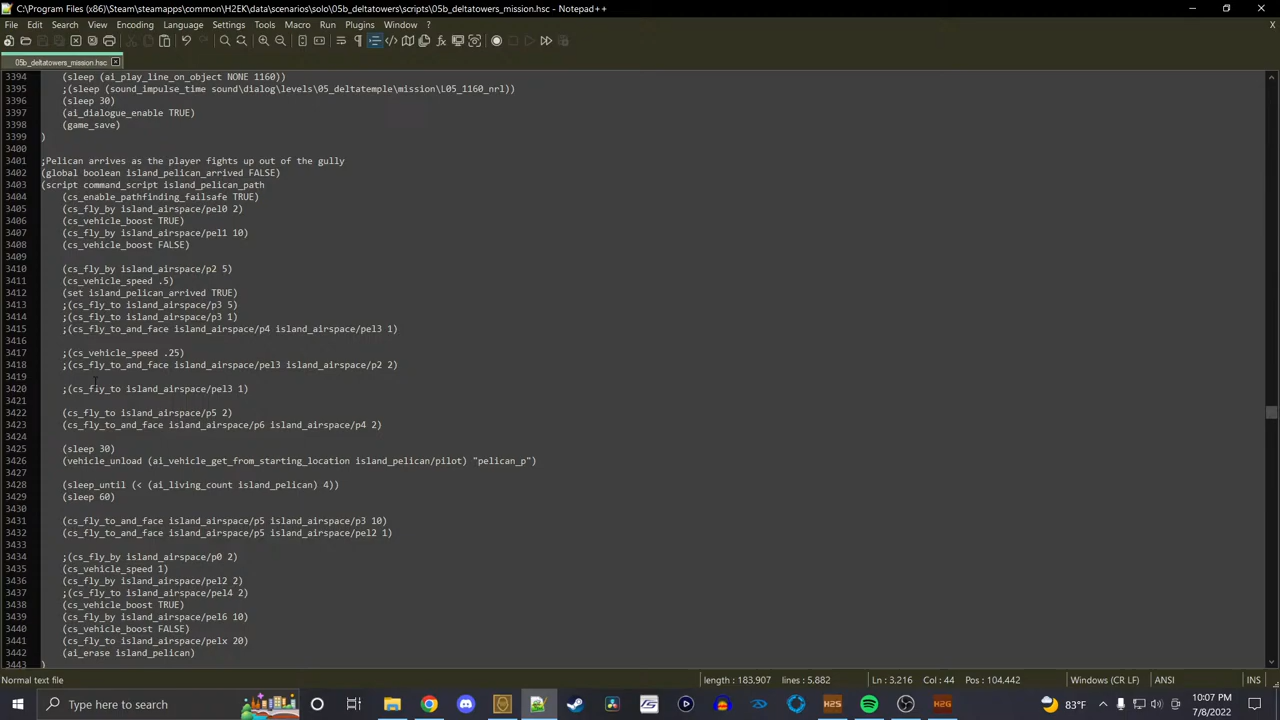 C:\Program Files (x86)\Steam\steamapps\common\H2EK\data\scenarios\solo\05b_deltatowers\scripts\05b_deltatowers_mission.hsc - Notepad++
File Edit Search View Encoding Language Settings Tools Macro Run Plugins Window ?
05b_deltatowers_mission.hsc
3394 (sleep (ai_play_line_on_object NONE 1160))
3395 ;(sleep (sound_impulse_time sound\dialog\levels\05_deltatemple\mission\L05_1160_nrl))
3396 (sleep 30)
3397 (ai_dialogue_enable TRUE)
3398 (game_save)
3399 )
3400
3401 ;Pelican arrives as the player fights up out of the gully
3402 (global boolean island_pelican_arrived FALSE)
3403 (script command_script island_pelican_path
3404 (cs_enable_pathfinding_failsafe TRUE)
3405 (cs_fly_by island_airspace/pel0 2)
3406 (cs_vehicle_boost TRUE)
3407 (cs_fly_by island_airspace/pel1 10)
3408 (cs_vehicle_boost FALSE)
3409
3410 (cs_fly_by island_airspace/p2 5)
3411 (cs_vehicle_speed .5)
3412 (set island_pelican_arrived TRUE)
3413 ;(cs_fly_to island_airspace/p3 5)
3414 ;(cs_fly_to island_airspace/p3 1)
3415 ;(cs_fly_to_and_face island_airspace/p4 island_airspace/pel3 1)
3416
3417 ;(cs_vehicle_speed .25)
3418 ;(cs_fly_to_and_face island_airspace/pel3 island_airspace/p2 2)
3419
3420 ;(cs_fly_to island_airspace/pel3 1)
3421
3422 (cs_fly_to island_airspace/p5 2)
3423 (cs_fly_to_and_face island_airspace/p6 island_airspace/p4 2)
3424
3425 (sleep 30)
3426 (vehicle_unload (ai_vehicle_get_from_starting_location island_pelican/pilot) "pelican_p")
3427
3428 (sleep_until (< (ai_living_count island_pelican) 4))
3429 (sleep 60)
3430
3431 (cs_fly_to_and_face island_airspace/p5 island_airspace/p3 10)
3432 (cs_fly_to_and_face island_airspace/p5 island_airspace/pel2 1)
3433
3434 ;(cs_fly_by island_airspace/p0 2)
3435 (cs_vehicle_speed 1)
3436 (cs_fly_by island_airspace/pel2 2)
3437 ;(cs_fly_to island_airspace/pel4 2)
3438 (cs_vehicle_boost TRUE)
3439 (cs_fly_by island_airspace/pel6 10)
3440 (cs_vehicle_boost FALSE)
3441 (cs_fly_to island_airspace/pelx 20)
3442 (ai_erase island_pelican)
3443 )
Normal text file length : 183.907 lines : 5.882 Ln : 3.216 Col : 44 Pos : 104.442 Windows (CR LF) ANSI INS
Type here to search H2S H2G 83°F 10:07 PM
7/8/2022